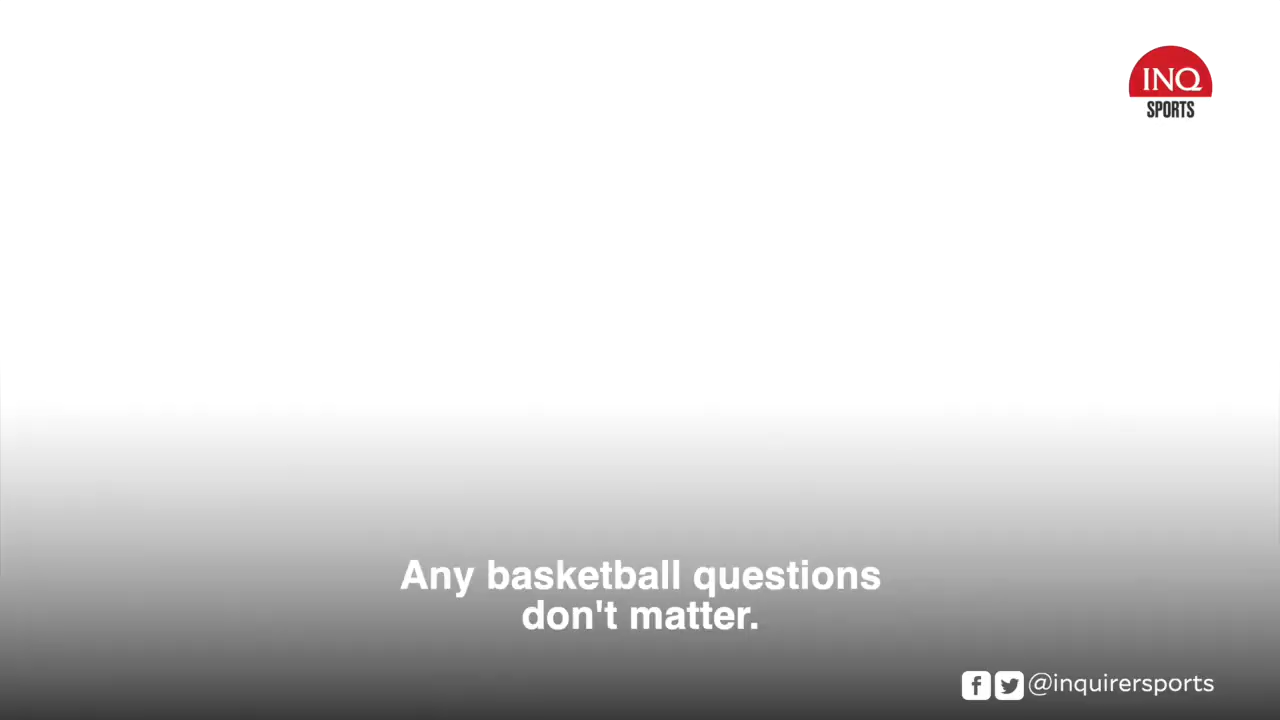 INQ
SPORTS
Any basketball questions
don't matter.
@inquirersports